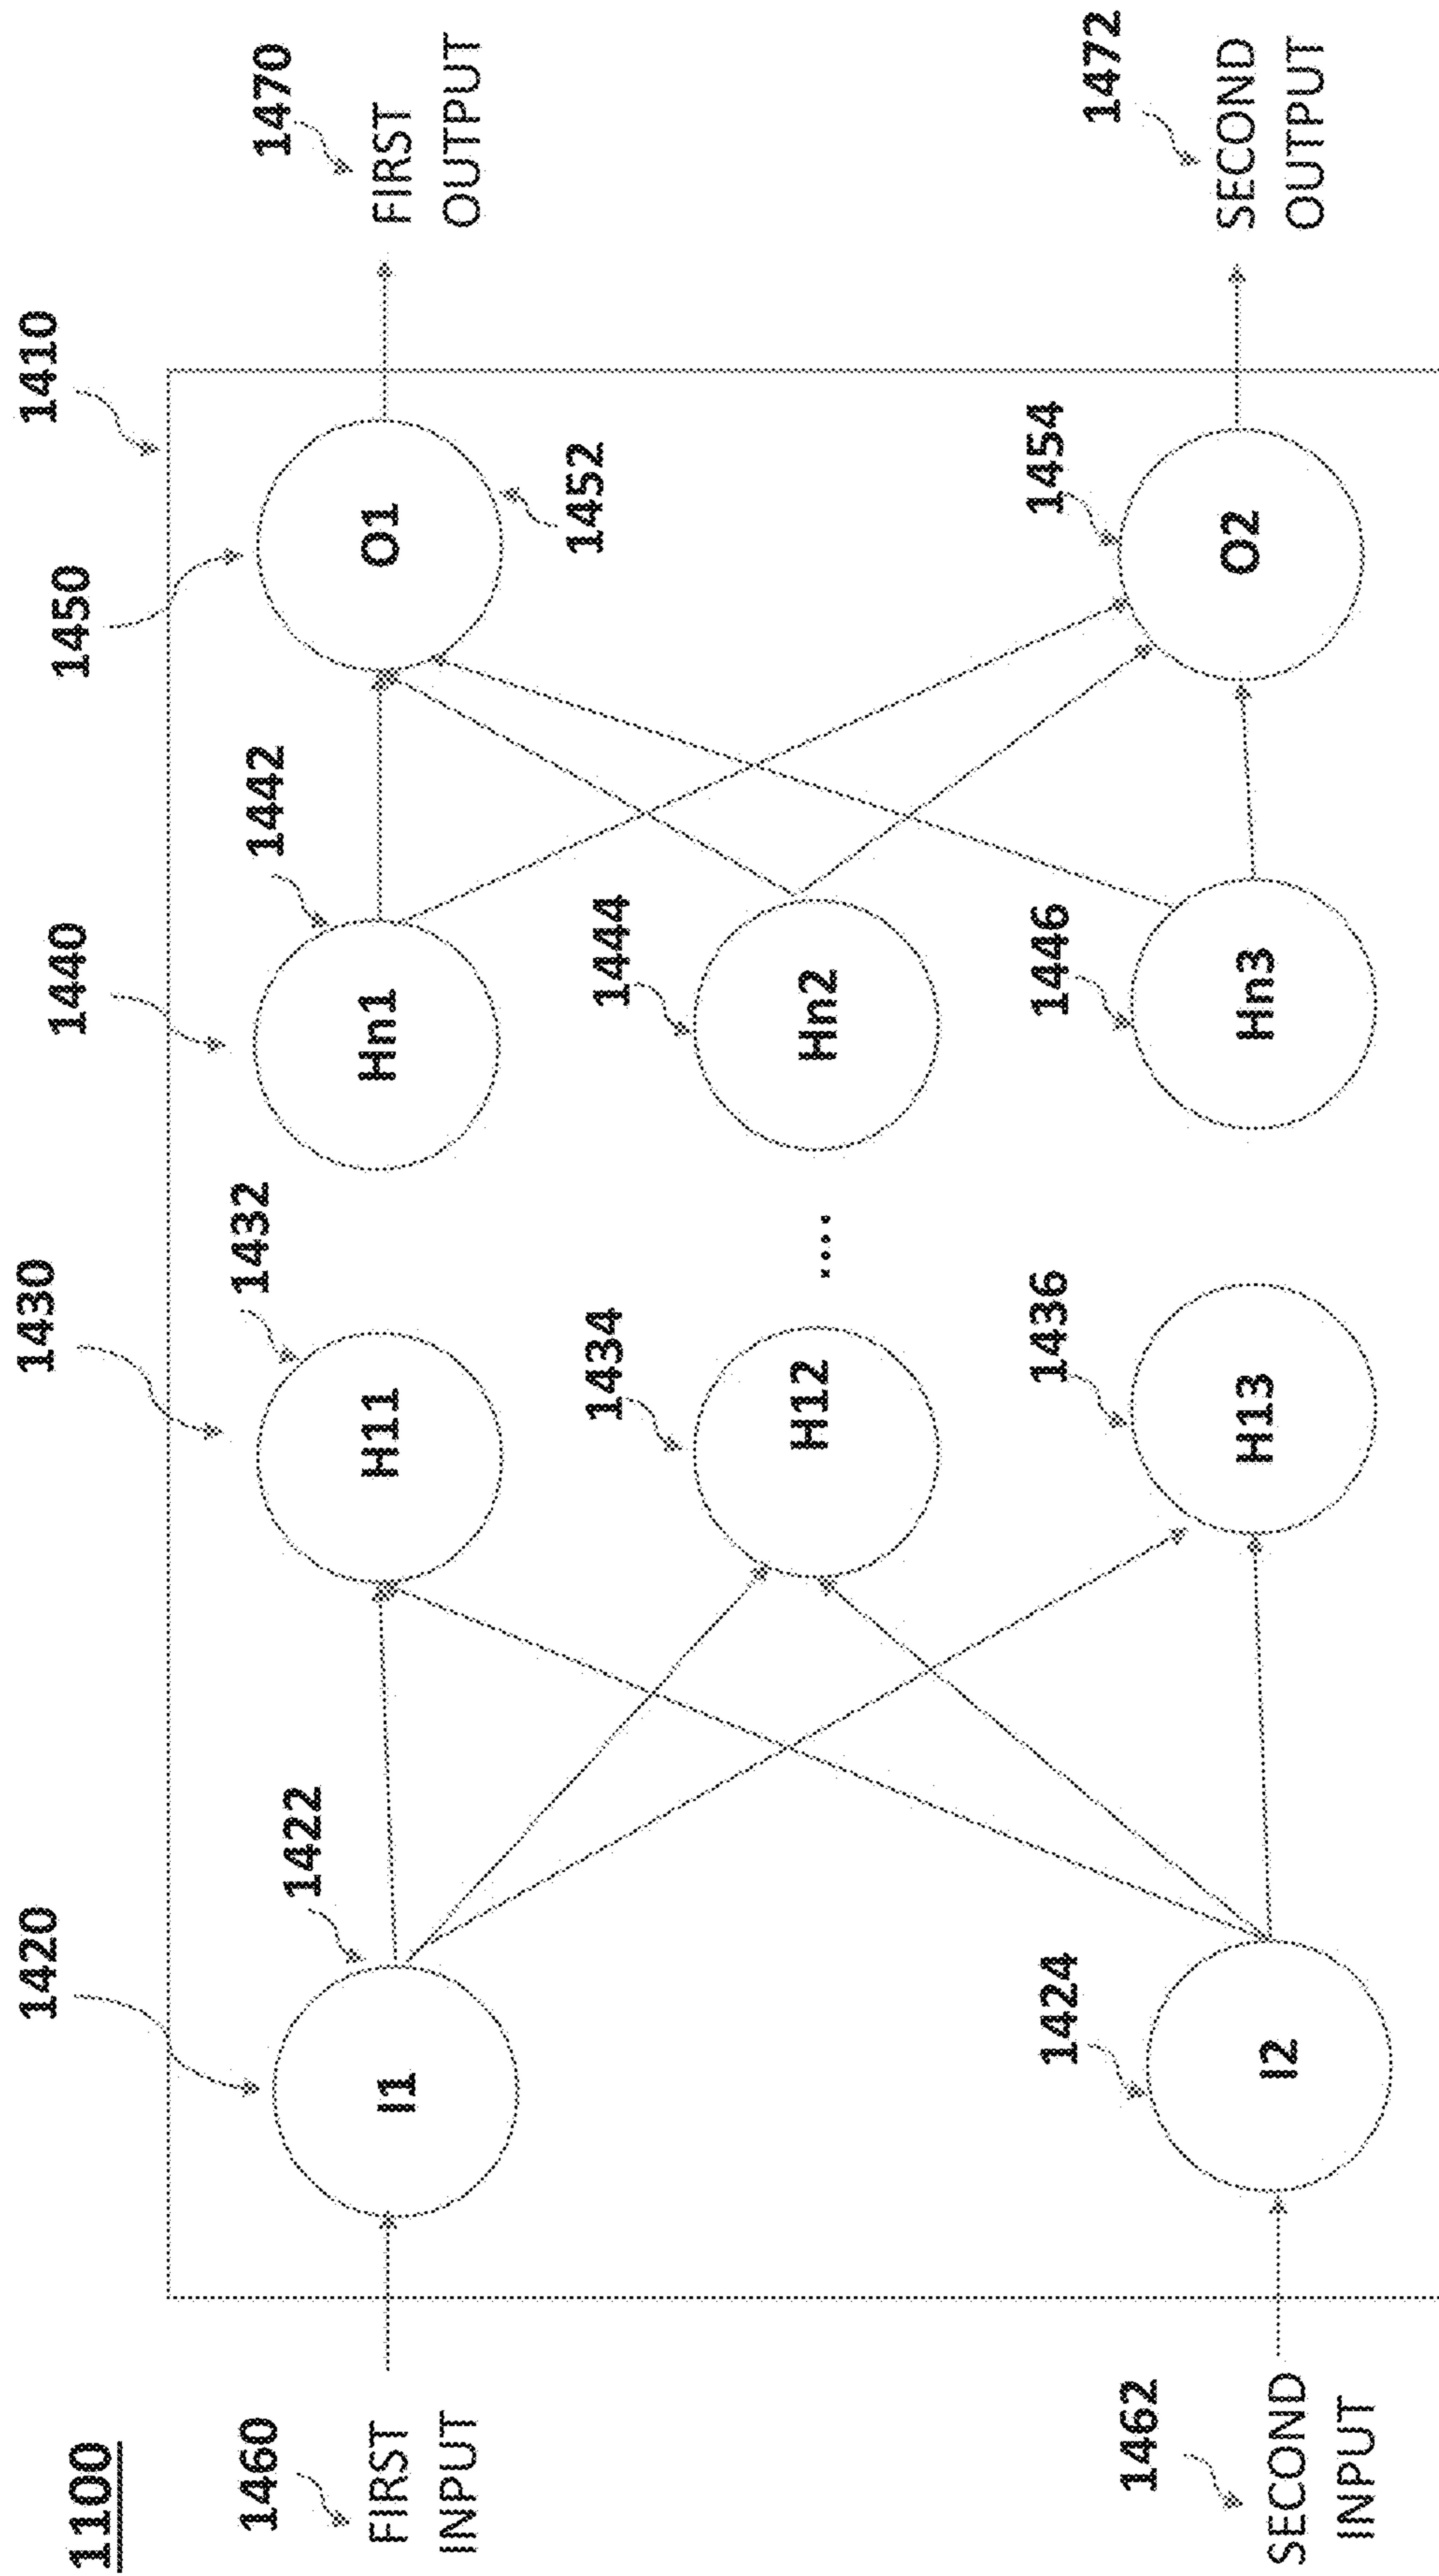 1100
1410
1420
1430
1440
1450
1460
FIRST
INPUT
1422
I1
1432
H11
1442
Hn1
O1
1452
1470
FIRST
OUTPUT
1434
H12
....
1444
Hn2
1462
SECOND
INPUT
1424
I2
1436
H13
1446
Hn3
1454
O2
1472
SECOND
OUTPUT